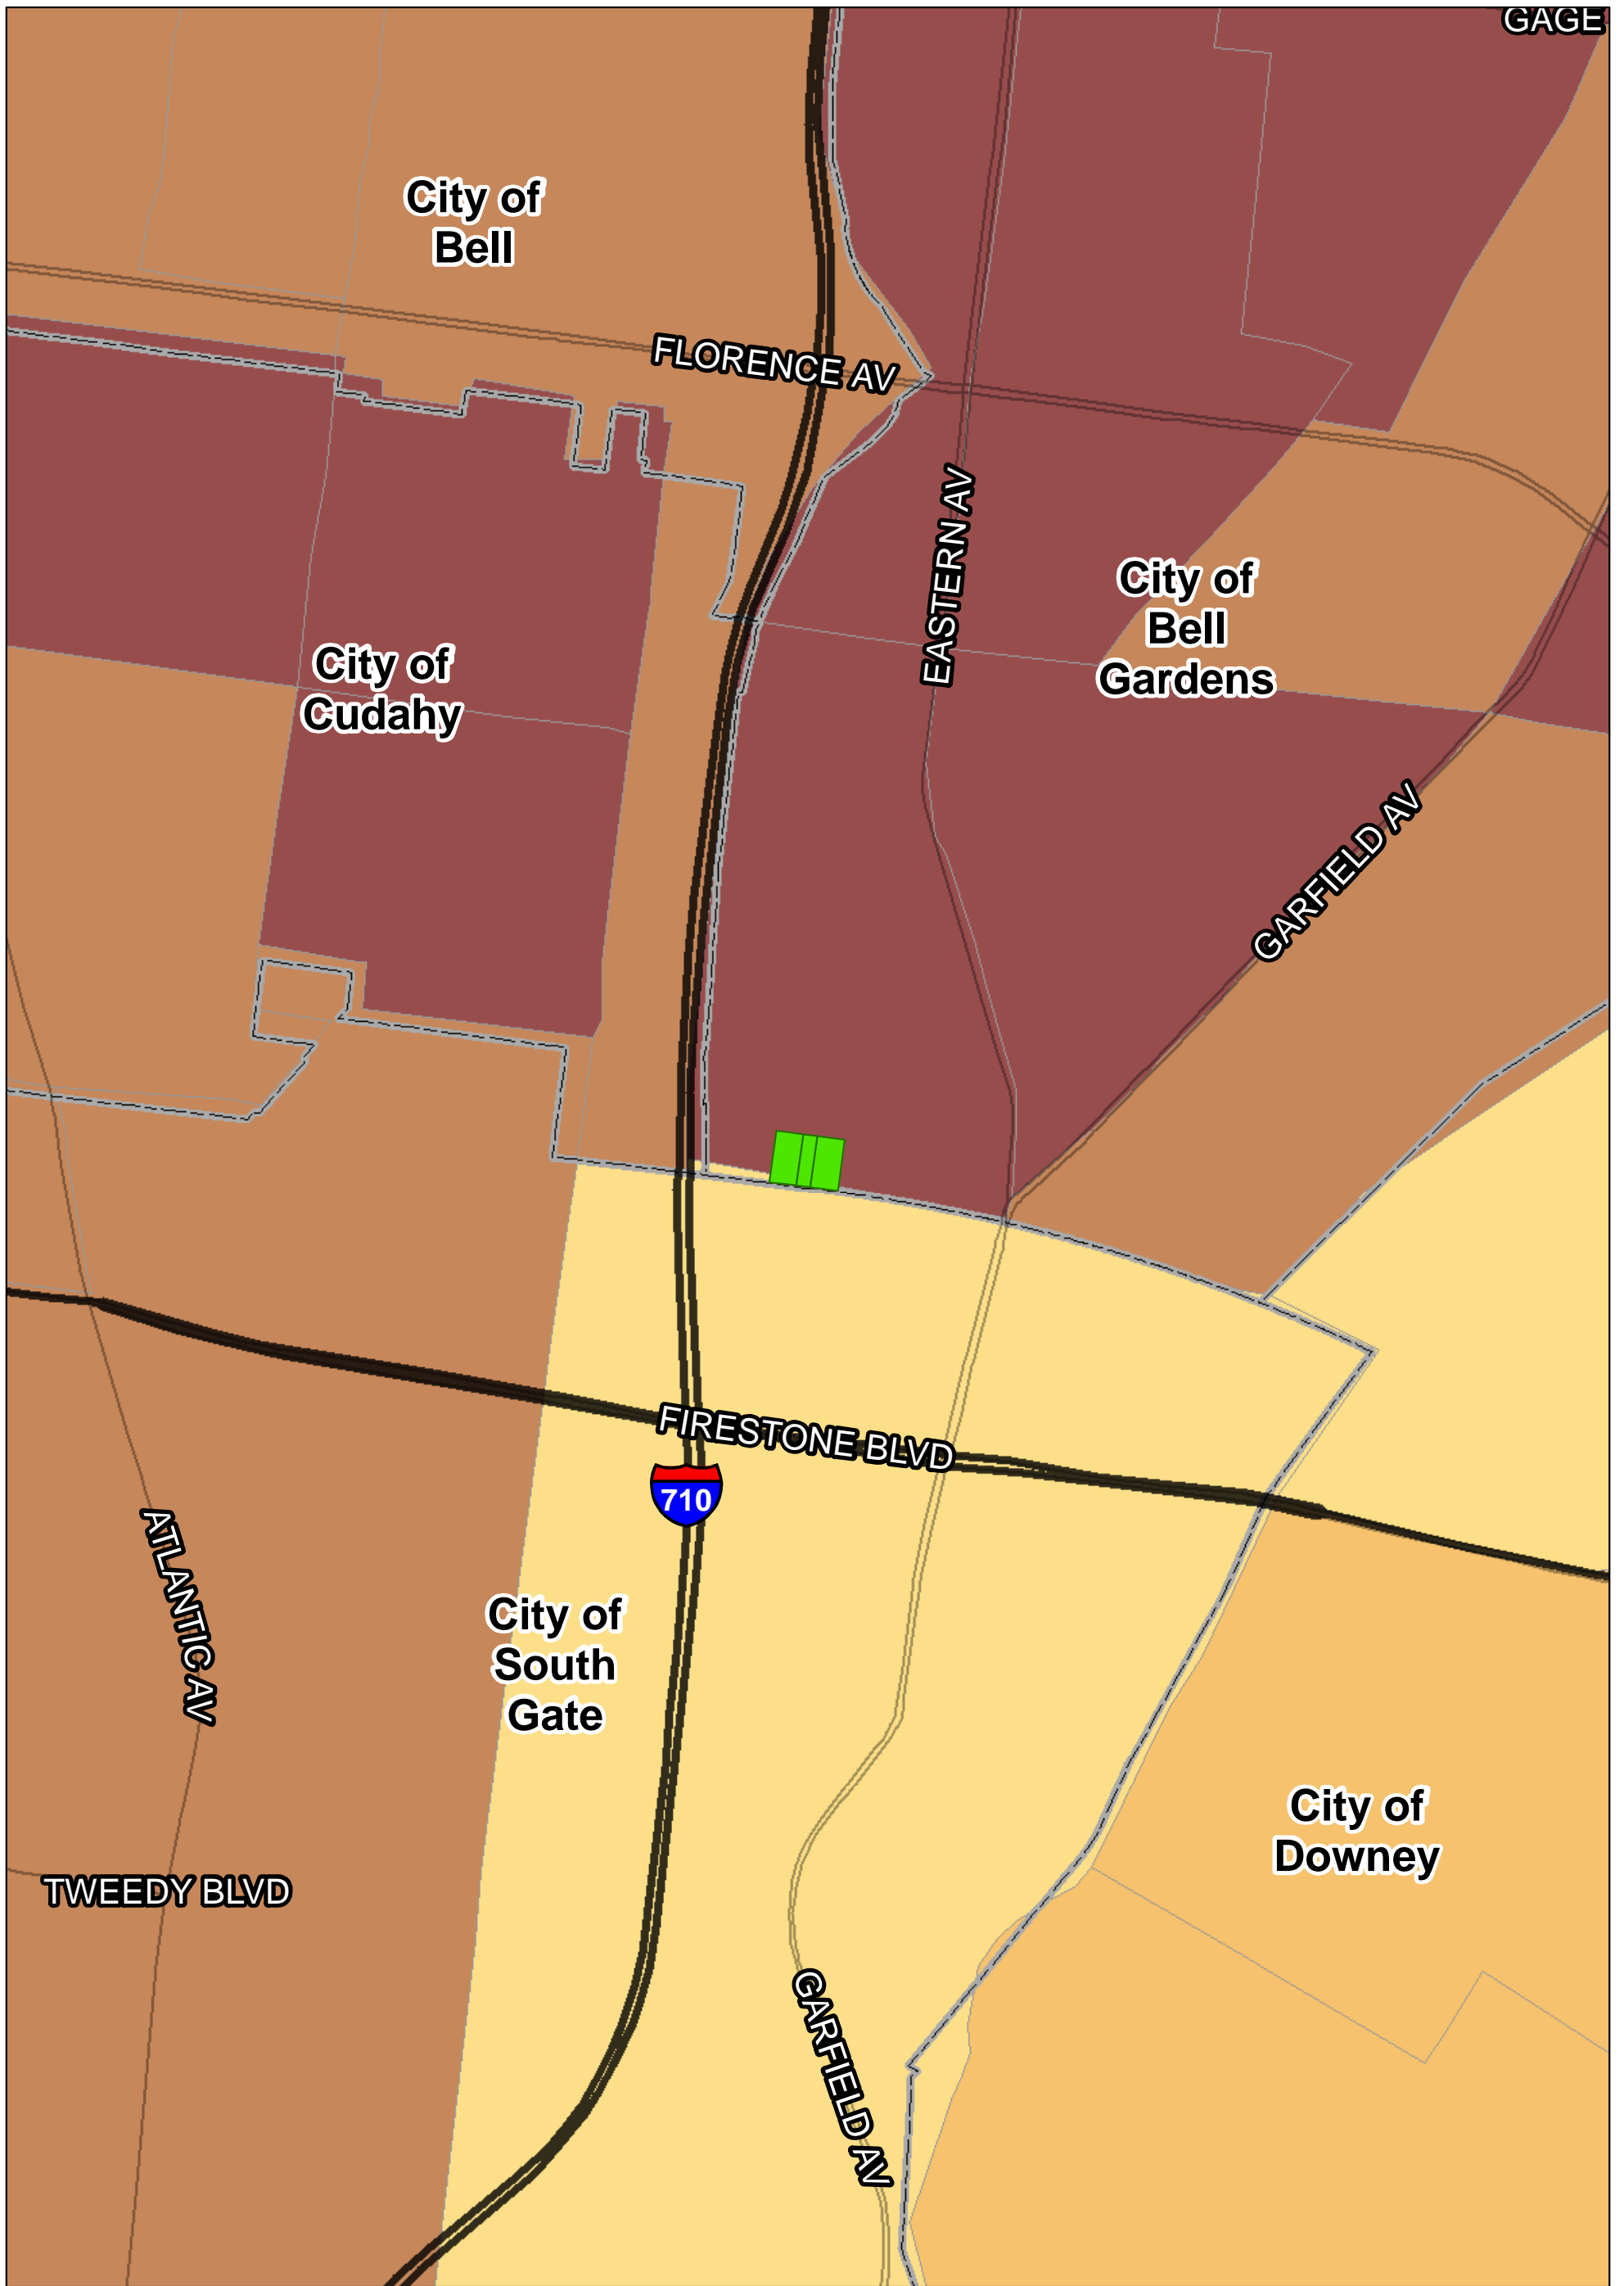 GAGE
City of
Bell
FLORENCE AV
EASTERN AV
City of
Bell
Gardens
City of
Cudahy
GARFIELD AV
FIRESTONE BLVD
710
ATLANTIC AV
City of
South
Gate
City of
Downey
TWEEDY BLVD
GARFIELD AV